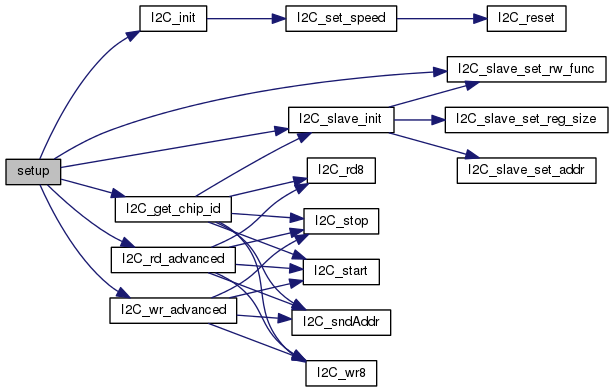 I2C_init
I2C_set_speed
I2C_reset
I2C_slave_set_rw_func
I2C_slave_init
I2C_slave_set_reg_size
setup
I2C_rd8
I2C_slave_set_addr
I2C_get_chip_id
I2C_stop
I2C_rd_advanced
I2C_start
I2C_wr_advanced
I2C_sndAddr
I2C_wr8